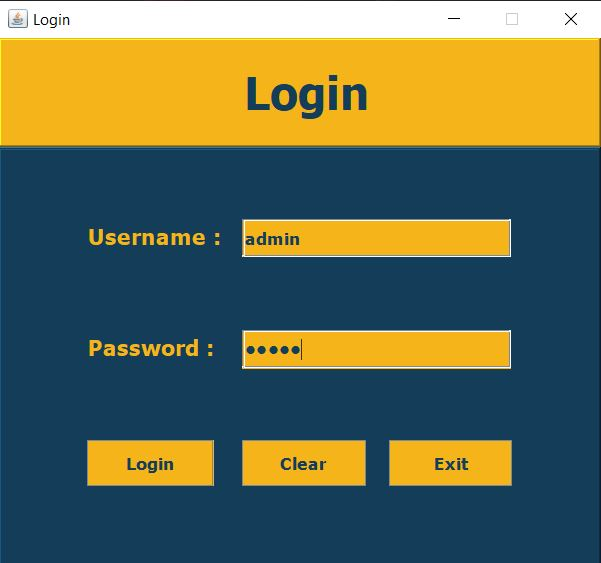 Login
Login
Username :
admin
Password :
●●●●●
Login
Clear
Exit